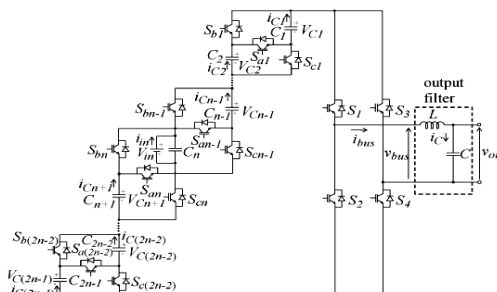 S_{b1}
i_{C1}
C_1
V_{C1}
S_{a1}
C_2
V_{C2}
i_{C2}
S_{c1}
i_{Cn-1}
S_{bn-1}
C_{n-1}
V_{Cn-1}
S_{an-1}
S_{bn}
i_{in}
V_{in}
C_n
S_{cn-1}
i_{Cn+1}
S_{an}
C_{n+1}
V_{Cn+1}
S_{cn}
S_{b(2n-2)}
C_{2n-2}
i_{C(2n-2)}
S_{a(2n-2)}
V_{C(2n-2)}
V_{C(2n-1)}
C_{2n-1}
S_{c(2n-2)}
S_1
S_3
output
filter
L
i_C
i_{bus}
v_{bus}
C
S_2
S_4